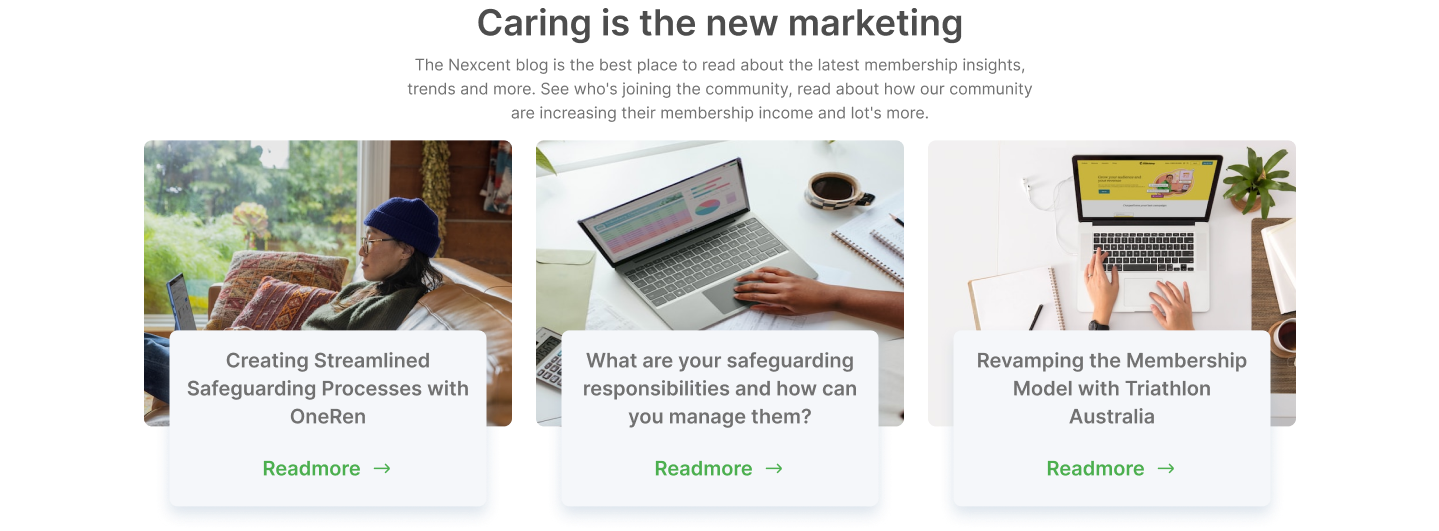 Caring is the new marketing
The Nexcent blog is the best place to read about the latest membership insights,
trends and more. See who's joining the community, read about how our community
are increasing their membership income and lot's more.
Creating Streamlined
Safeguarding Processes with
OneRen
Readmore →
What are your safeguarding
responsibilities and how can
you manage them?
Readmore →
Revamping the Membership
Model with Triathlon
Australia
Readmore →